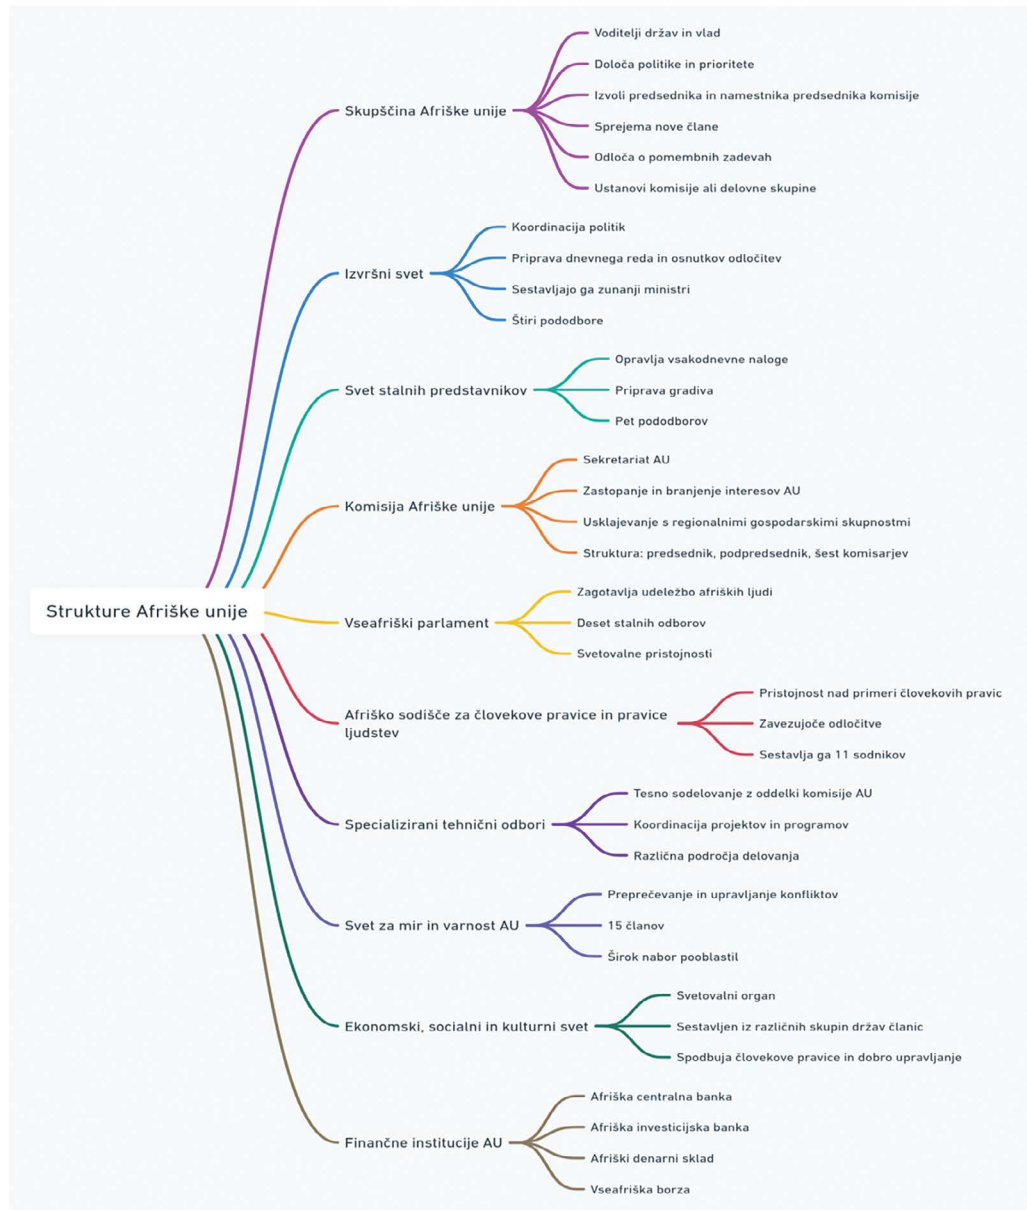 Strukture Afriške unije
Skupščina Afriške unije
Voditelji držav in vlad
Določa politike in prioritete
Izvoli predsednika in namestnika predsednika komisije
Sprejema nove člane
Odloča o pomembnih zadevah
Ustanovi komisije ali delovne skupine
Izvršni svet
Koordinacija politik
Priprava dnevnega reda in osnutkov odločitev
Sestavljajo ga zunanji ministri
Štiri pododbore
Svet stalnih predstavnikov
Opravlja vsakodnevne naloge
Priprava gradiva
Pet pododborov
Komisija Afriške unije
Sekretariat AU
Zastopanje in branjenje interesov AU
Usklajevanje s regionalnimi gospodarskimi skupnostmi
Struktura: predsednik, podpredsednik, šest komisarjev
Vseafriški parlament
Zagotavlja udeležbo afriških ljudi
Deset stalnih odborov
Svetovalne pristojnosti
Afriško sodišče za človekove pravice in pravice
ljudstev
Pristojnost nad primeri človekovih pravic
Zavezujoče odločitve
Sestavlja ga 11 sodnikov
Specializirani tehnični odbori
Tesno sodelovanje z oddelki komisije AU
Koordinacija projektov in programov
Različna področja delovanja
Svet za mir in varnost AU
Preprečevanje in upravljanje konfliktov
15 članov
Širok nabor pooblastil
Ekonomski, socialni in kulturni svet
Svetovalni organ
Sestavljen iz različnih skupin držav članic
Spodbuja človekove pravice in dobro upravljanje
Finančne institucije AU
Afriška centralna banka
Afriška investicijska banka
Afriški denarni sklad
Vseafriška borza